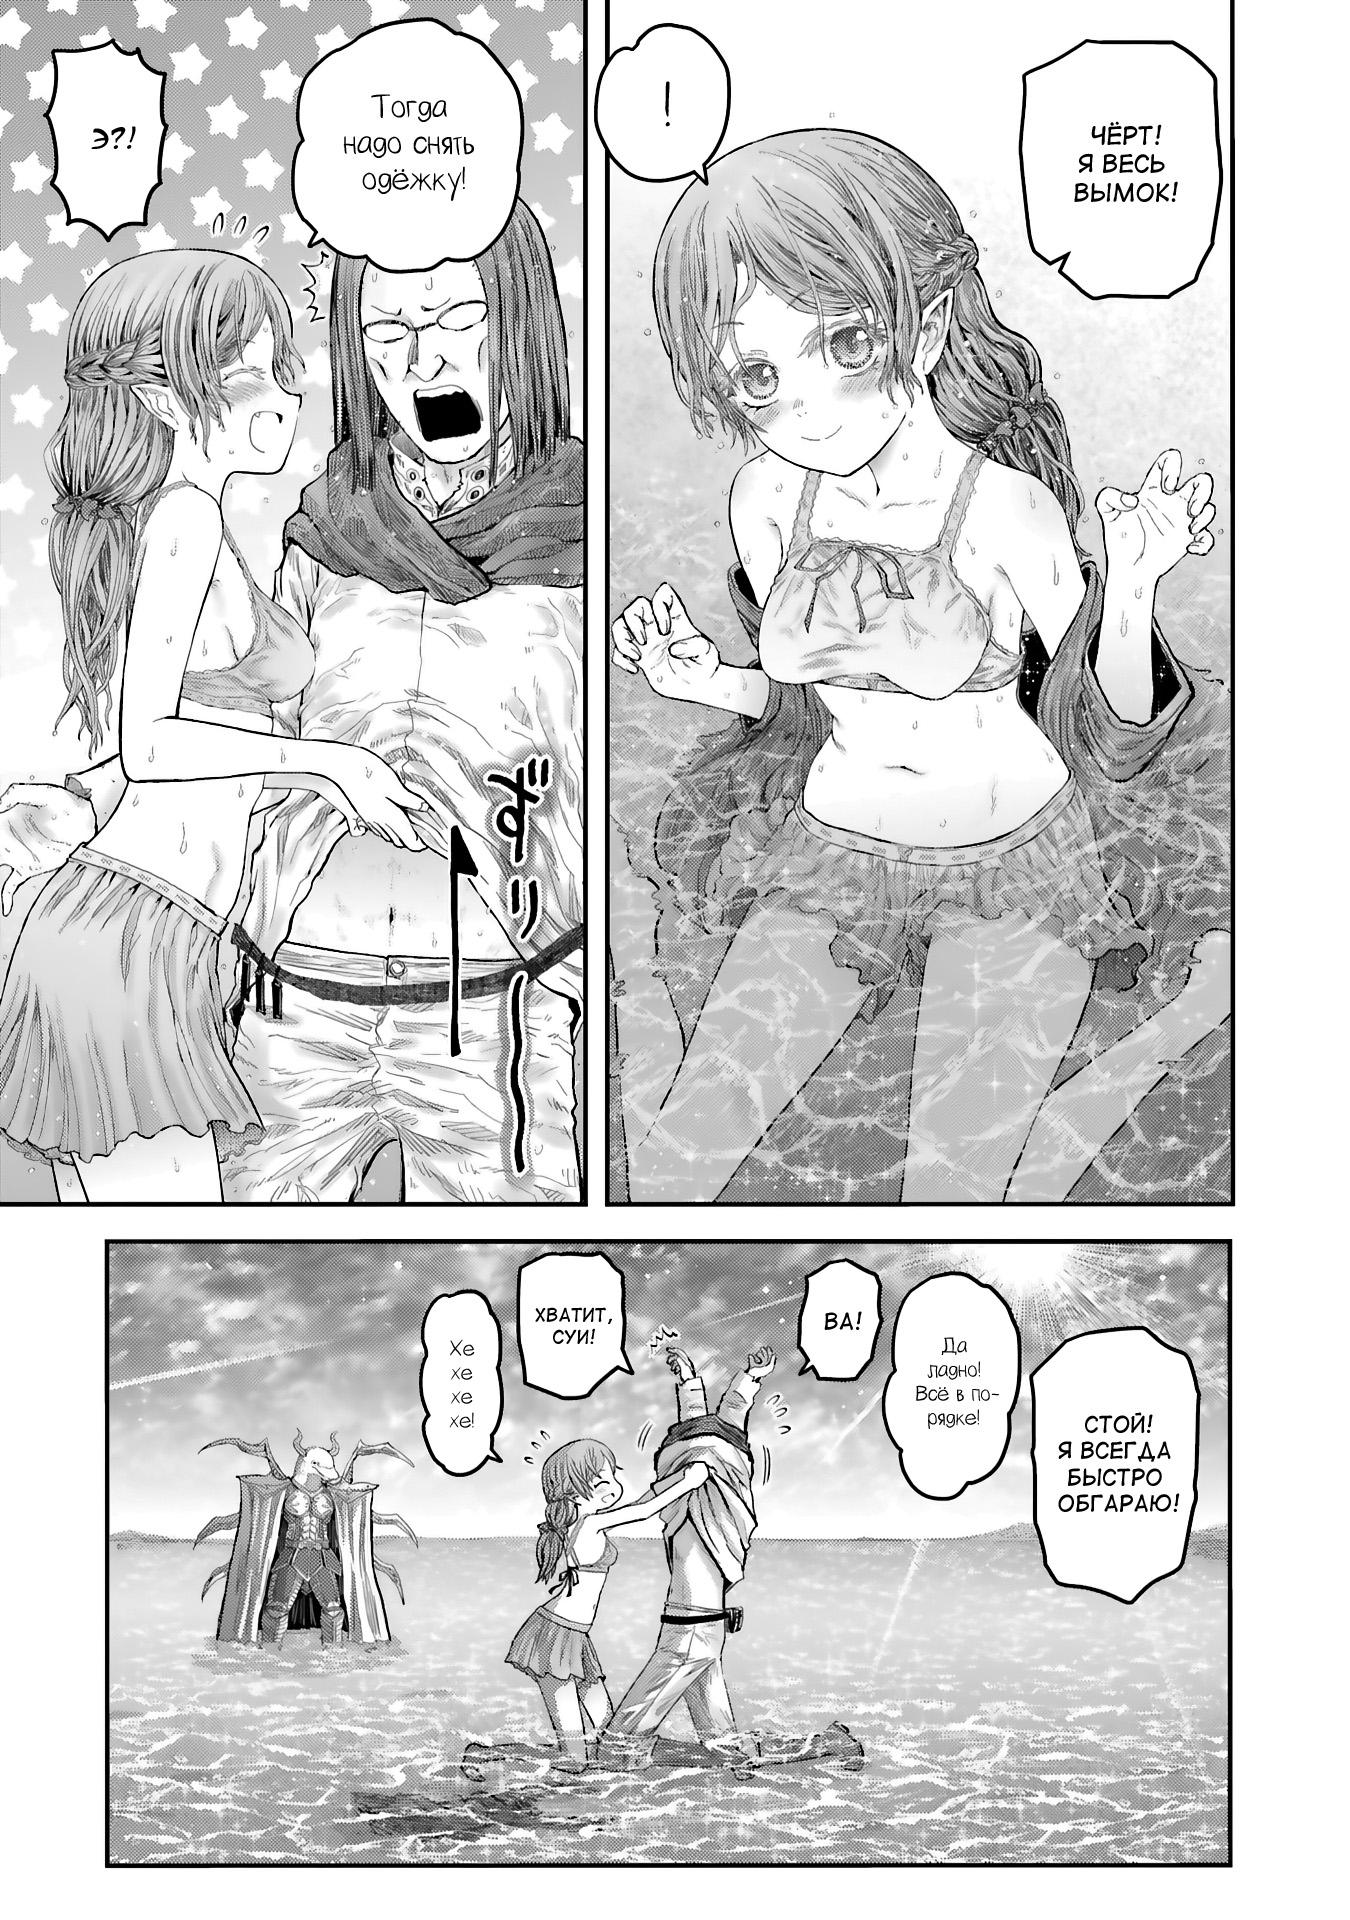 ЧЁРТ!
Я ВЕСЬ
ВЫМОК!
!
Тогда
надо снять
одёжку!
Э?!
ずり
СТОЙ!
Я ВСЕГДА
БЫСТРО
ОБГАРАЮ!
Да
ладно!
Всё в по-
рядке!
ВА!
ХВАТИТ,
СУИ!
Хе
хе
хе
хе!